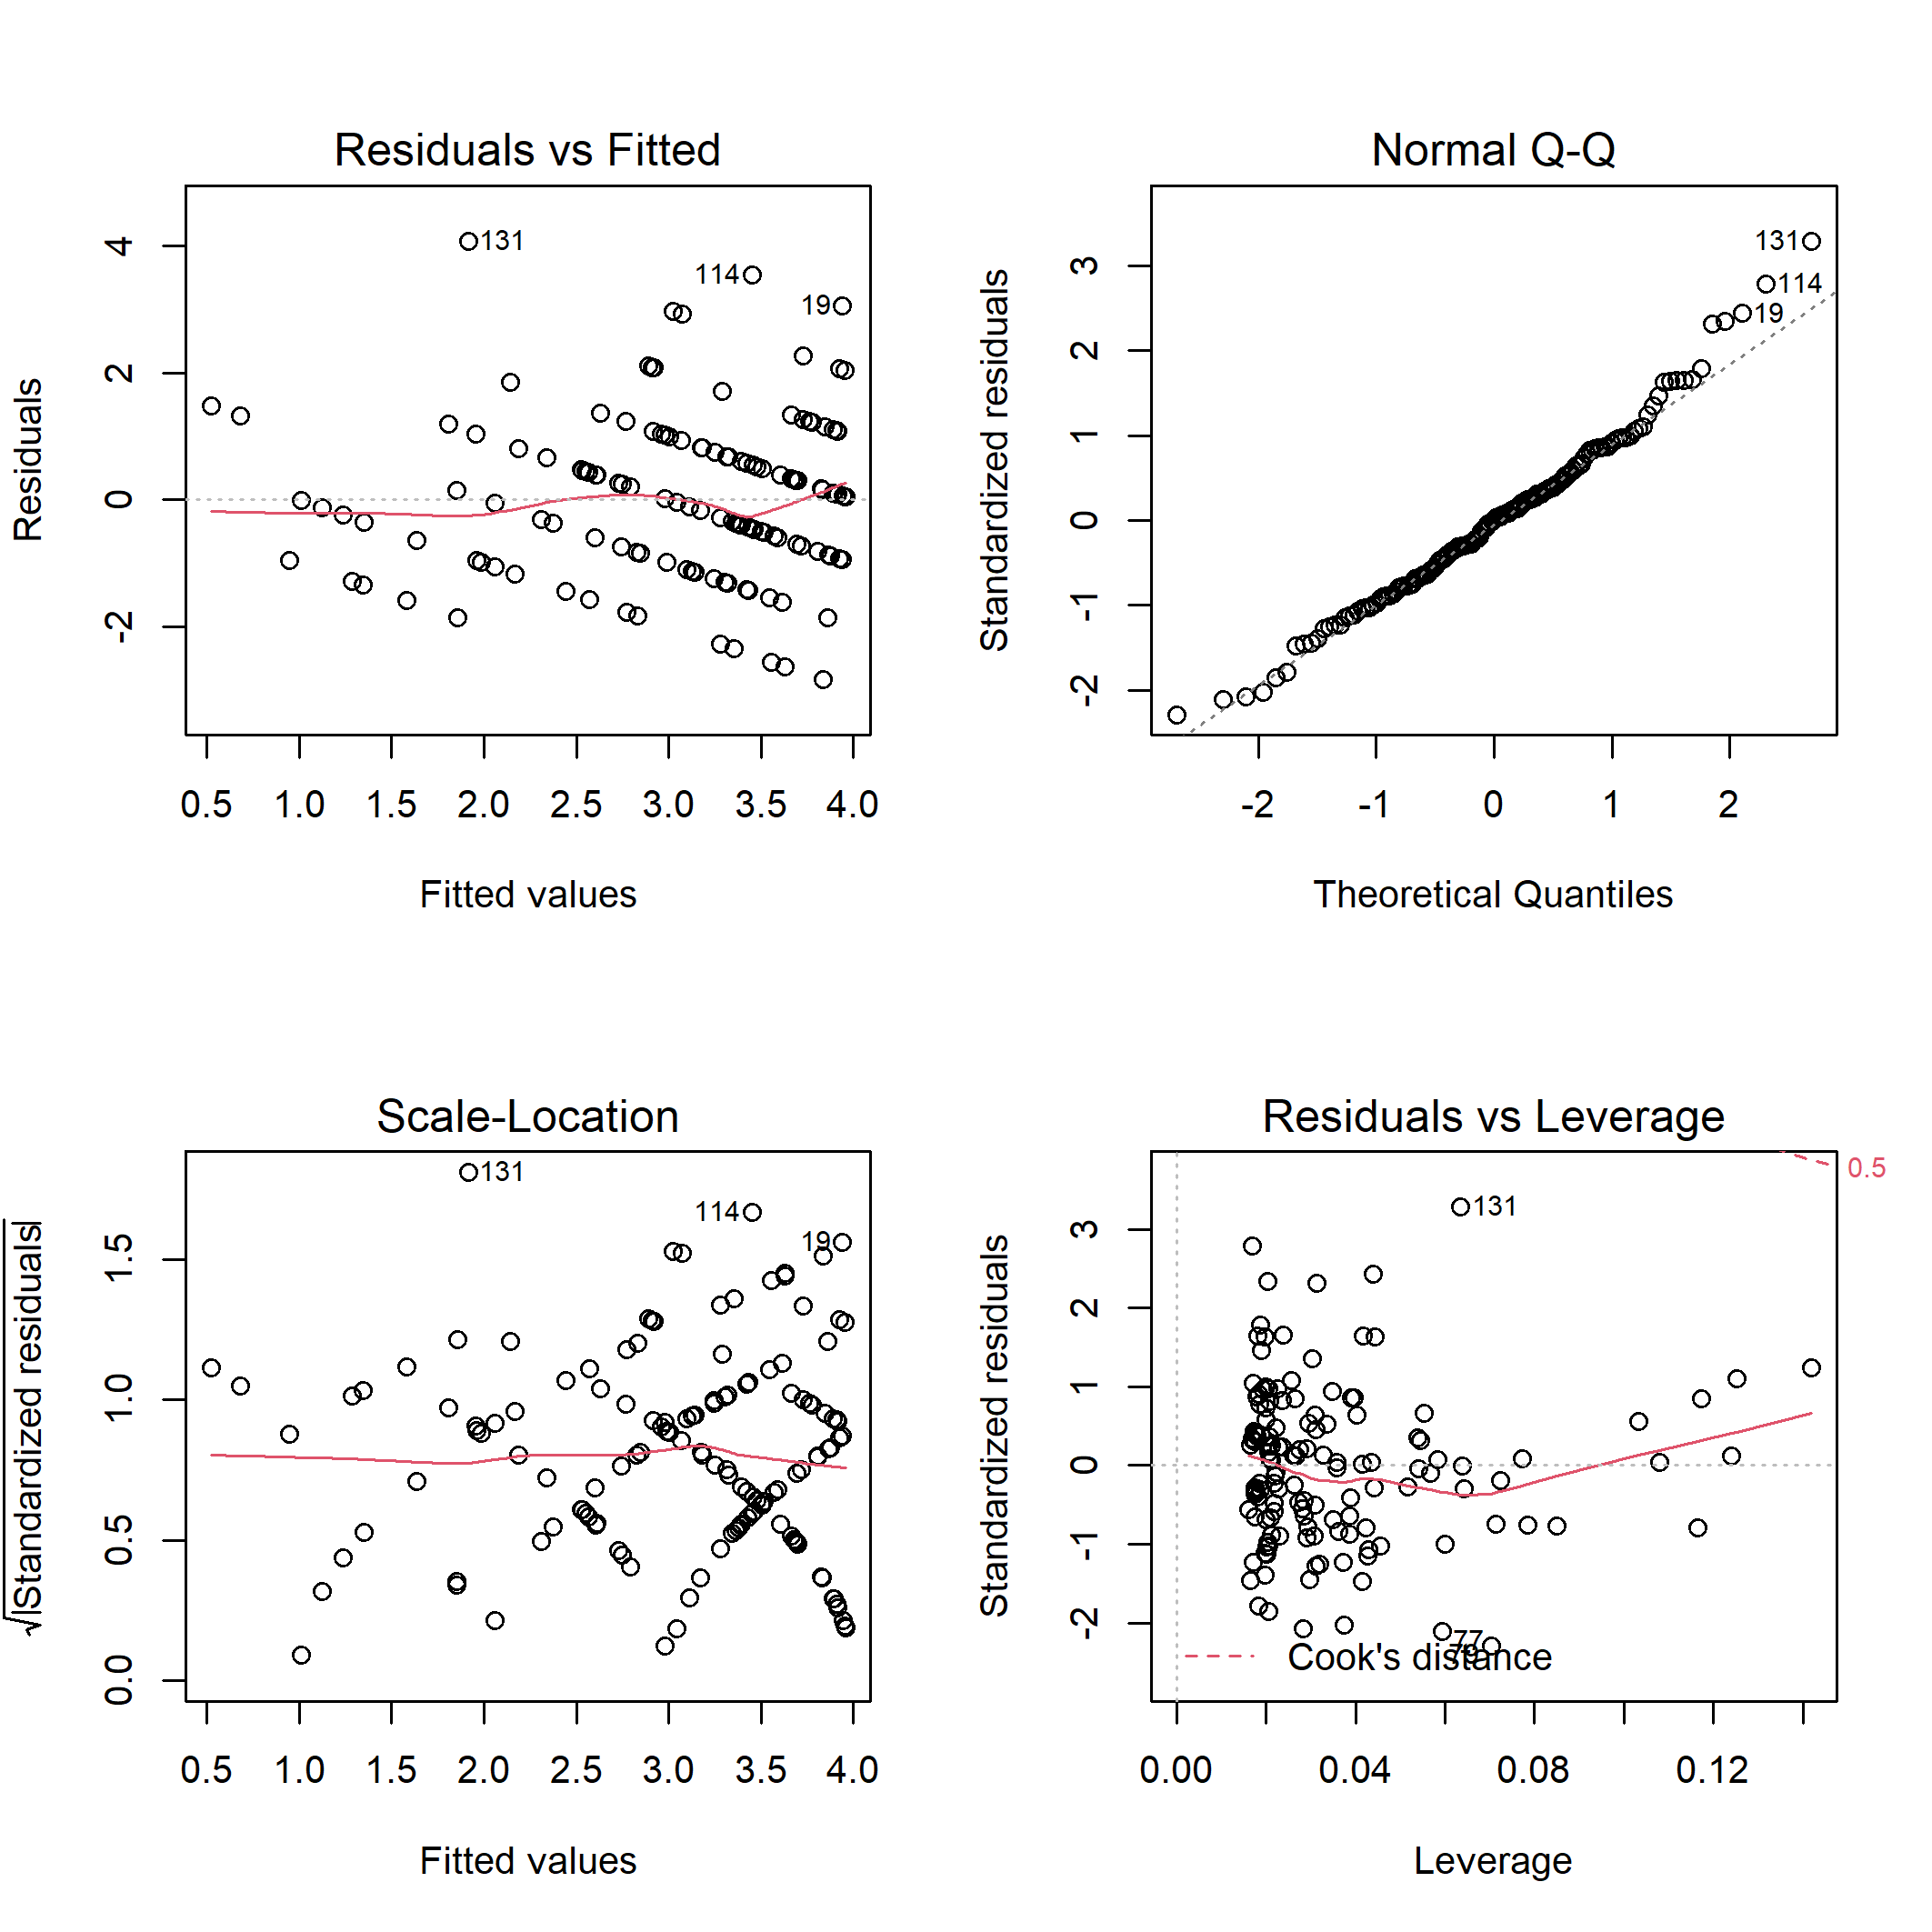 Residuals vs Fitted
Residuals
4
2
0
-2
131
114
19
0.5 1.0 1.5 2.0 2.5 3.0 3.5 4.0
Fitted values
Normal Q-Q
Standardized residuals
3
2
1
0
-1
-2
131
114
19
-2 -1 0 1 2
Theoretical Quantiles
Scale-Location
√|Standardized residuals|
1.5
1.0
0.5
0.0
131
114
19
0.5 1.0 1.5 2.0 2.5 3.0 3.5 4.0
Fitted values
Residuals vs Leverage
Standardized residuals
3
2
1
0
-1
-2
0.5
131
77
79
Cook's distance
0.00 0.04 0.08 0.12
Leverage